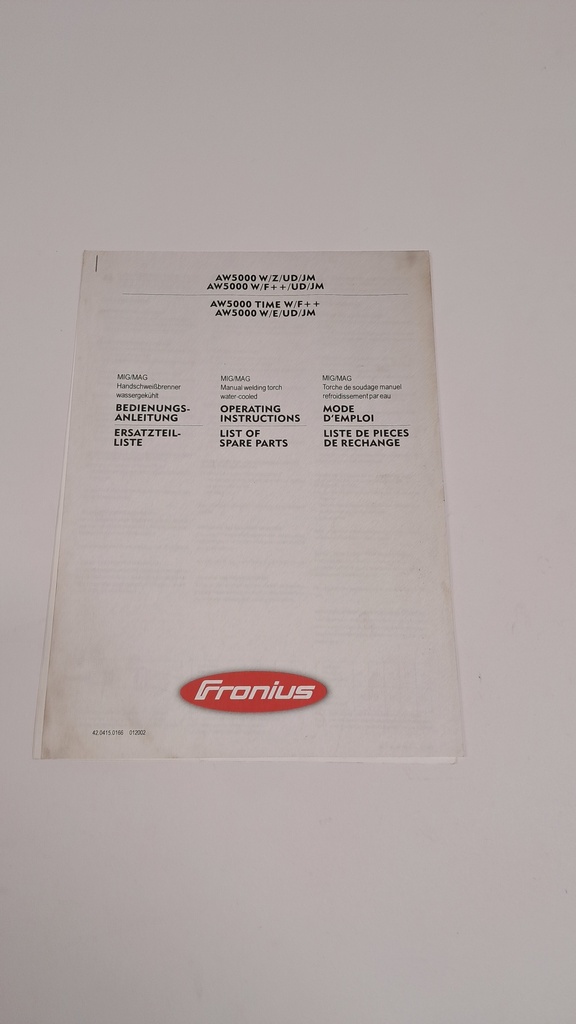 AW5000 W/Z/UD/JM
AW5000 W/F++/UD/JM
AW5000 TIME W/F++
AW5000 W/E/UD/JM
MIG/MAG
Handschweißbrenner
wassergekühlt
BEDIENUNGS-
ANLEITUNG
ERSATZTEIL-
LISTE
MIG/MAG
Manual welding torch
water-cooled
OPERATING
INSTRUCTIONS
LIST OF
SPARE PARTS
MIG/MAG
Torche de soudage manuel
refroidissement par eau
MODE
D'EMPLOI
LISTE DE PIECES
DE RECHANGE
Fronius
42,0415,0166 012002